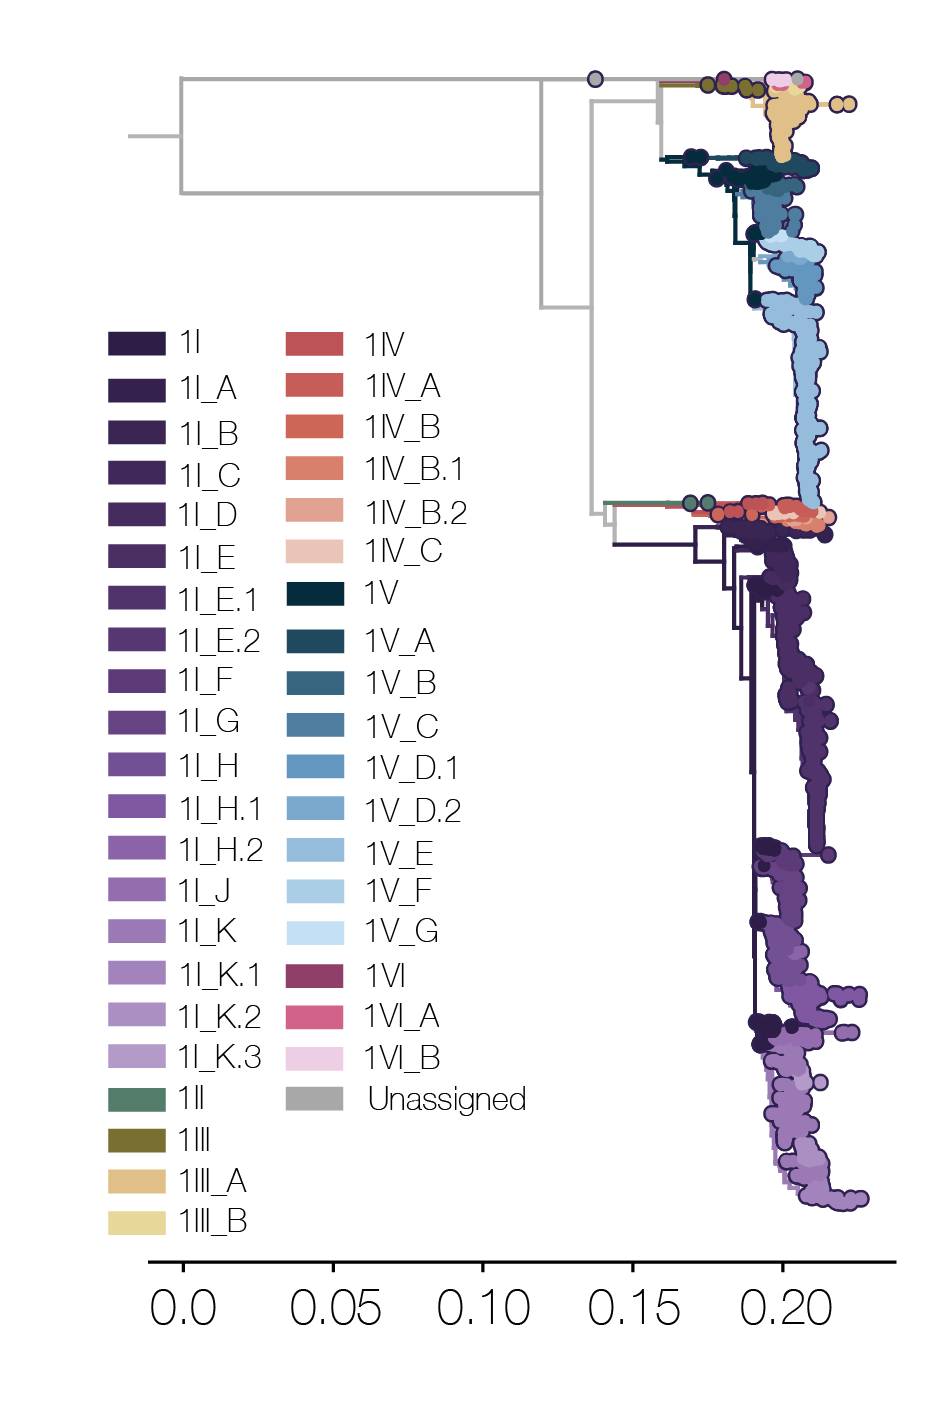 1I
1I_A
1I_B
1I_C
1I_D
1I_E
1I_E.1
1I_E.2
1I_F
1I_G
1I_H
1I_H.1
1I_H.2
1I_J
1I_K
1I_K.1
1I_K.2
1I_K.3
1II
1III
1III_A
1III_B
1IV
1IV_A
1IV_B
1IV_B.1
1IV_B.2
1IV_C
1V
1V_A
1V_B
1V_C
1V_D.1
1V_D.2
1V_E
1V_F
1V_G
1VI
1VI_A
1VI_B
Unassigned
0.0 0.05 0.10 0.15 0.20